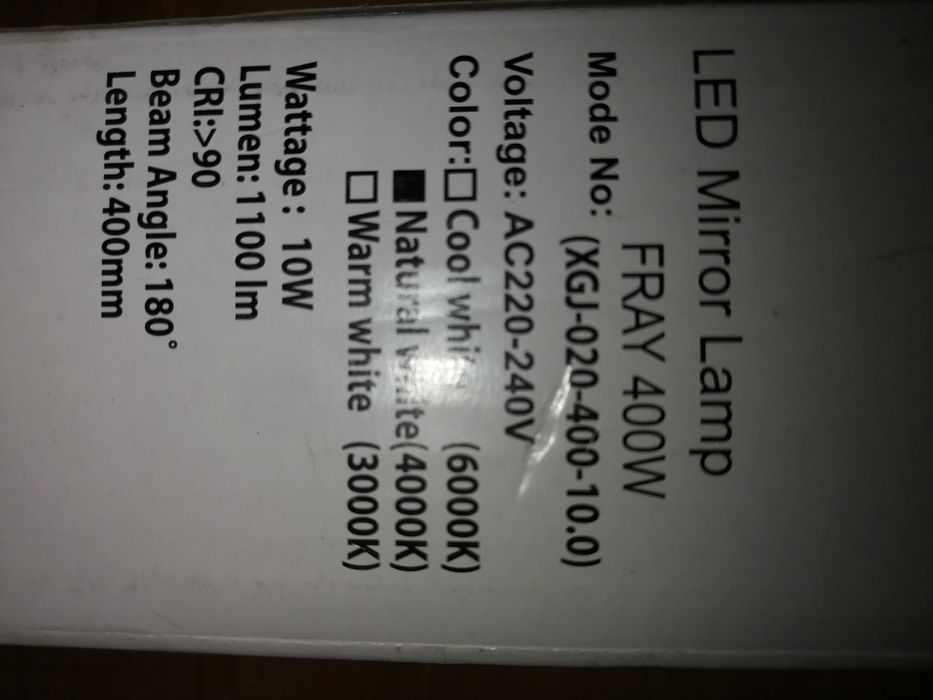 LED Mirror Lamp
FRAY 400W
Mode No: (XGJ-020-400-10.0)
Voltage: AC220-240V
Color:☐Cool white (6000K)
■Natural white(4000K)
☐Warm white (3000K)
Wattage: 10W
Lumen: 1100 lm
CRI:>90
Beam Angle: 180°
Length: 400mm